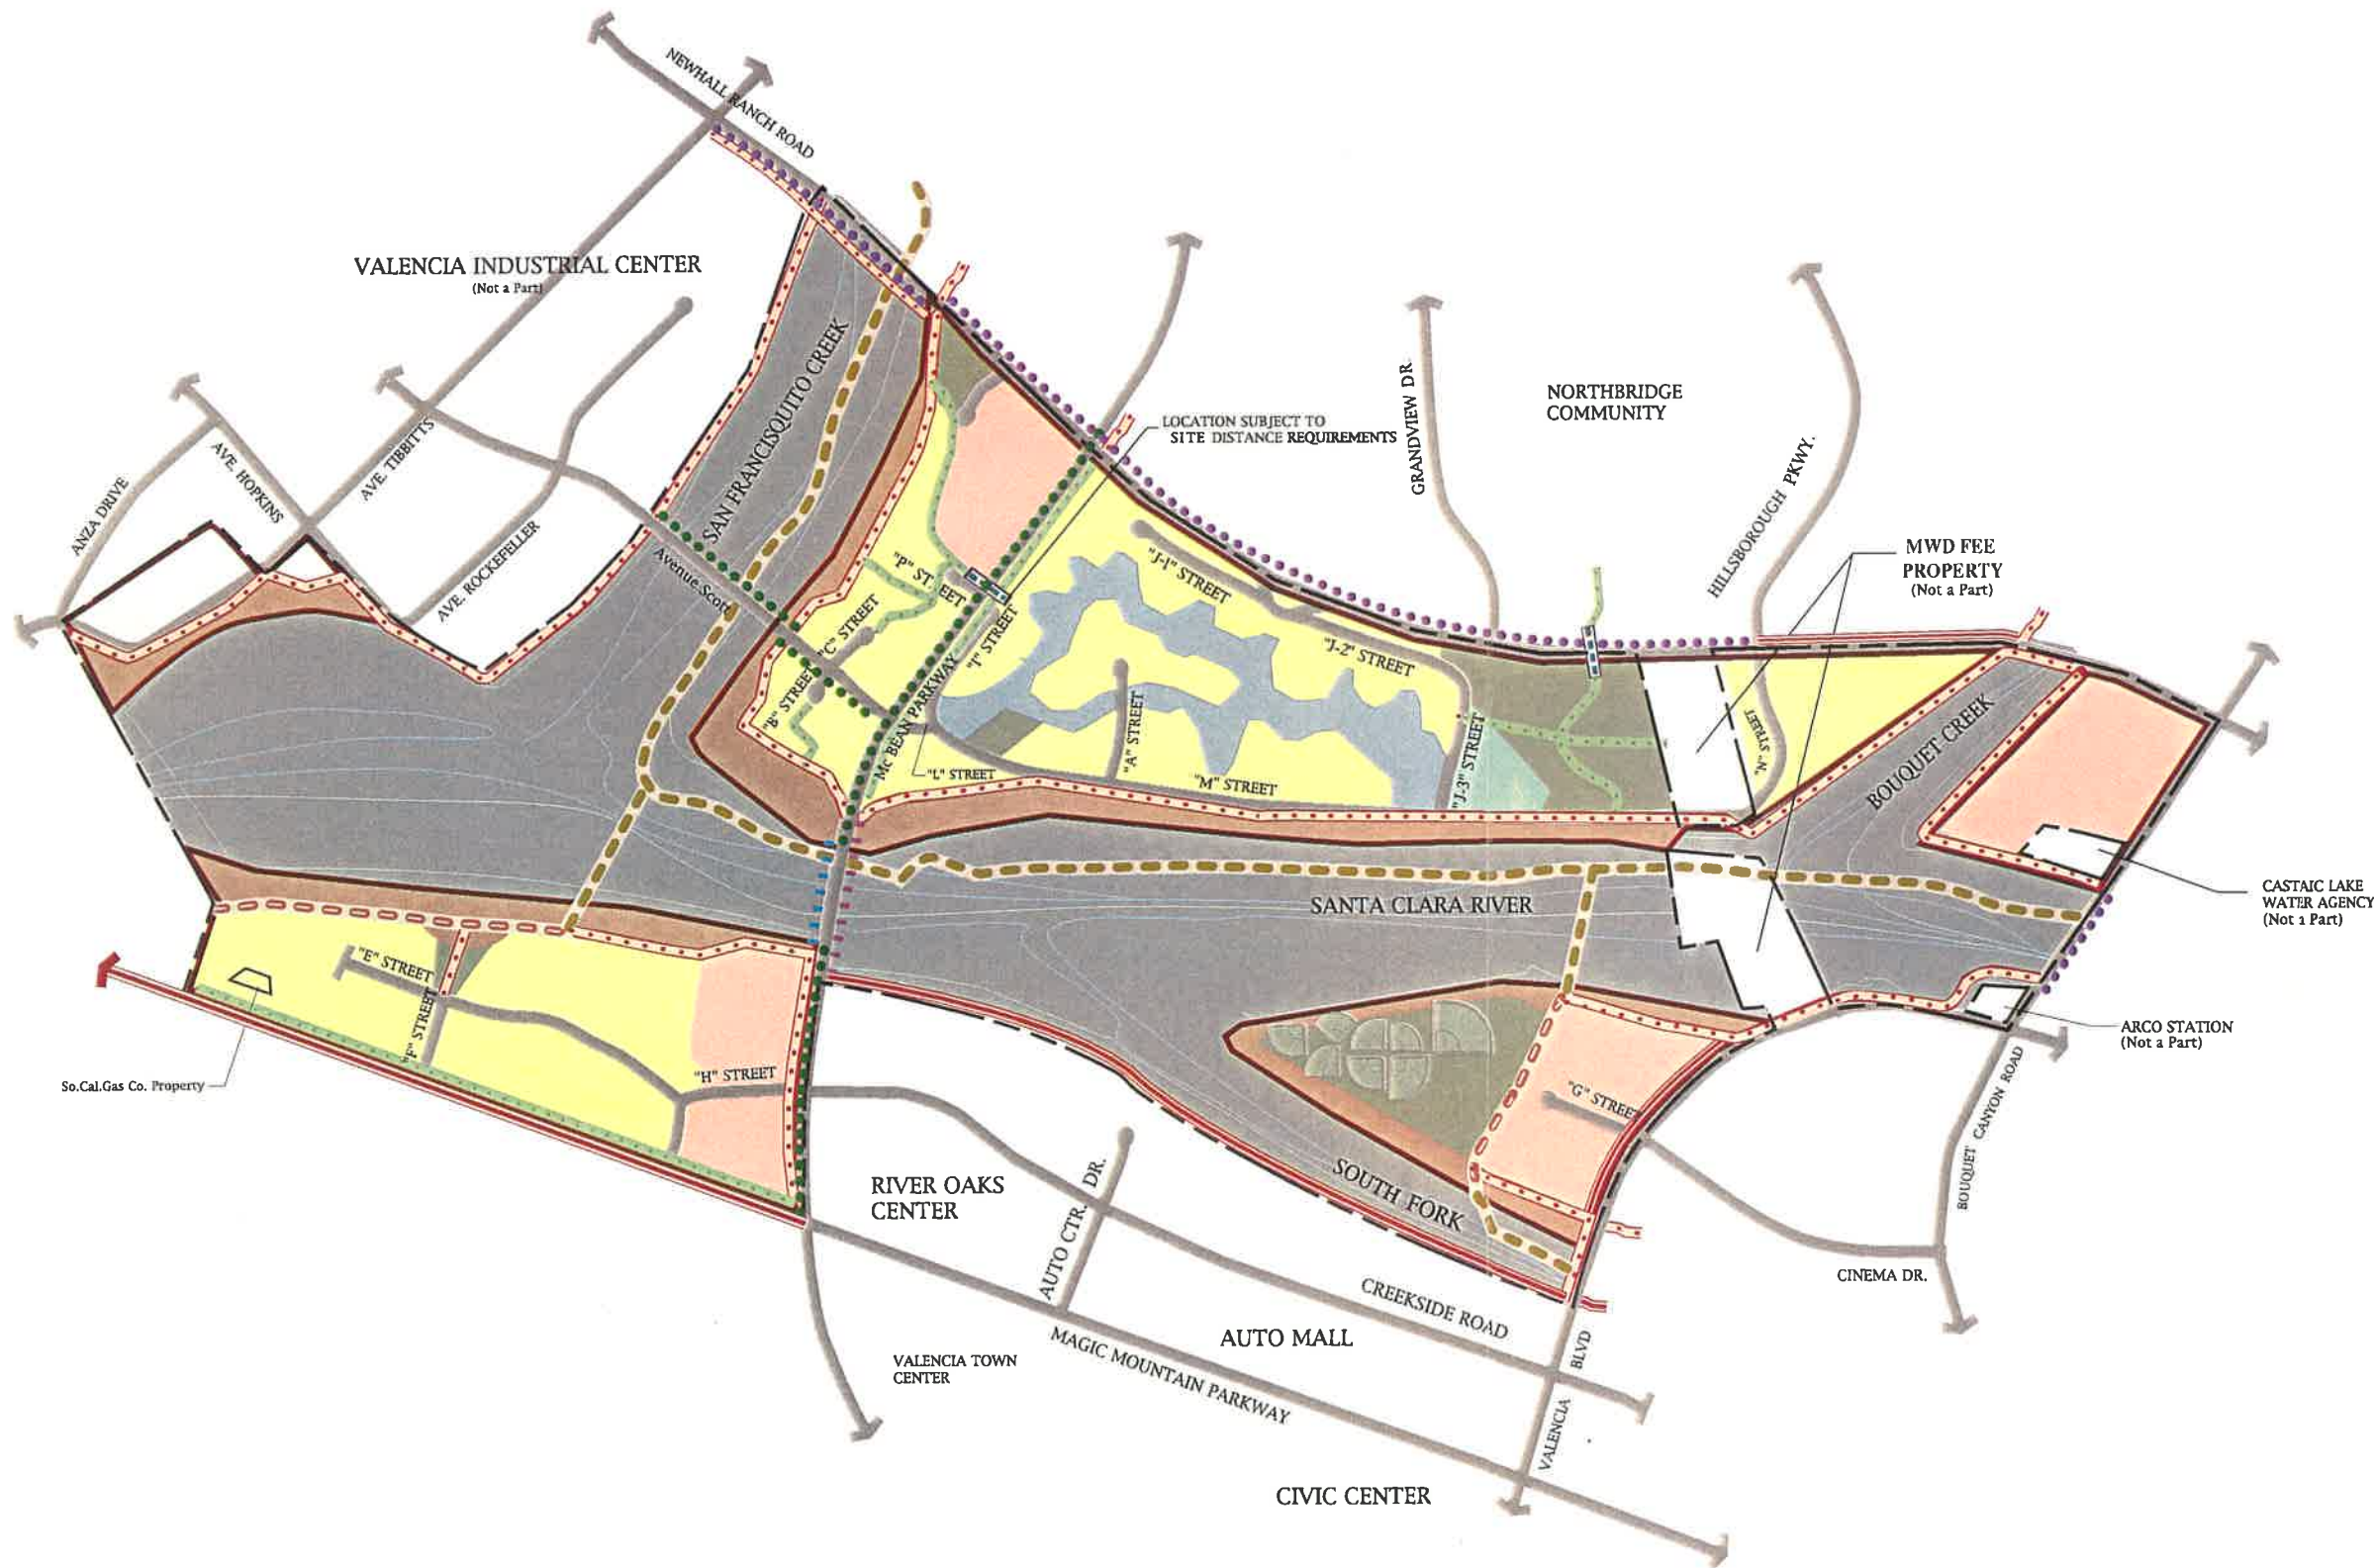 NEWHALL RANCH ROAD
VALENCIA INDUSTRIAL CENTER
(Not a Part)
SAN FRANCISQUITO CREEK
LOCATION SUBJECT TO
SITE DISTANCE REQUIREMENTS
GRANDVIEW DR.
NORTHBRIDGE
COMMUNITY
HILLSBOROUGH PKWY.
MWD FEE
PROPERTY
(Not a Part)
ANZA DRIVE
AVE. HOPKINS
AVE. TIBBITTS
AVE. ROCKEFELLER
Avenue Scott
"P" ST EET
"C" STREET
"B" STREET
Mc BEAN PARKWAY
"I" STREET
"J-1" STREET
"J-2" STREET
"J-3" STREET
"A" STREET
"L" STREET
"M" STREET
"N" STREET
BOUQUET CREEK
CASTAIC LAKE
WATER AGENCY
(Not a Part)
SANTA CLARA RIVER
"E" STREET
"F" STREET
"H" STREET
So.Cal.Gas Co. Property
"G" STREET
ARCO STATION
(Not a Part)
BOUQUET CANYON ROAD
SOUTH FORK
RIVER OAKS
CENTER
AUTO CTR. DR.
CINEMA DR.
CREEKSIDE ROAD
AUTO MALL
MAGIC MOUNTAIN PARKWAY
VALENCIA TOWN
CENTER
VALENCIA BLVD
CIVIC CENTER